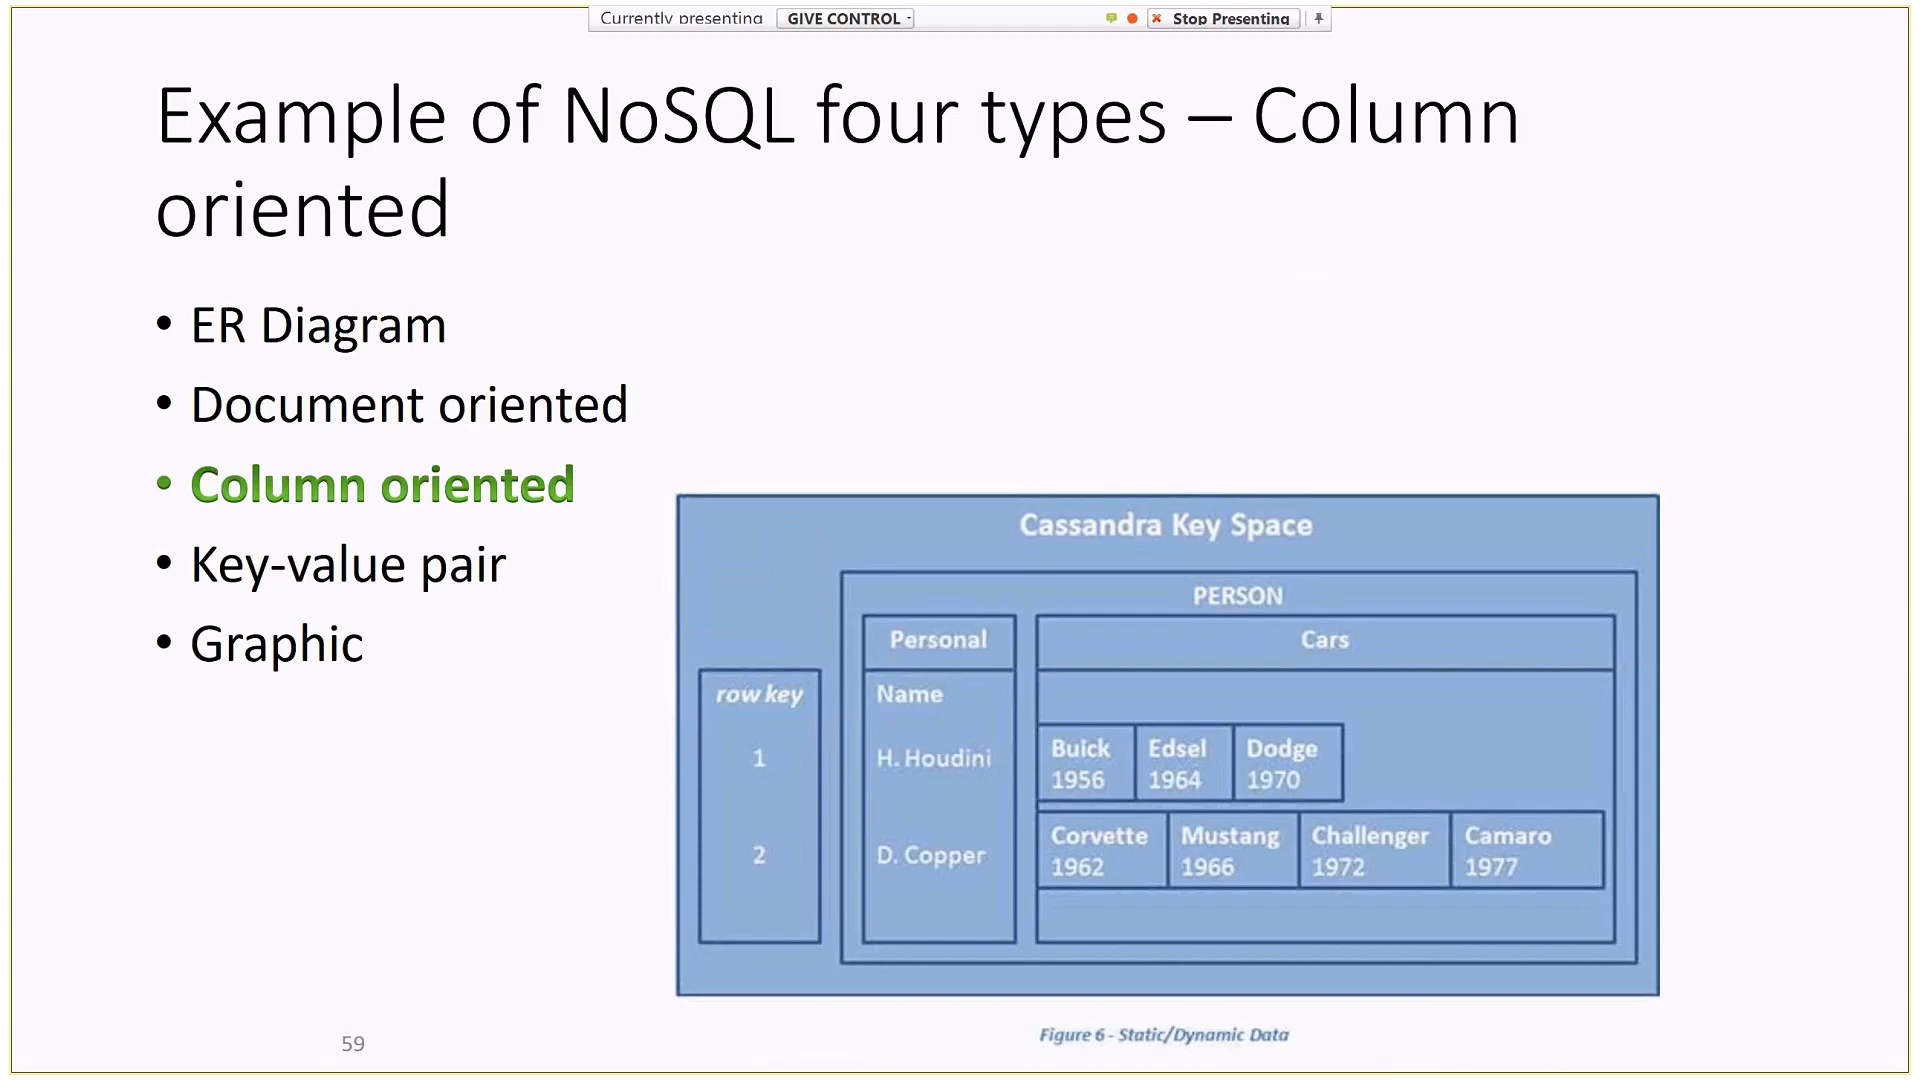 Currently presenting GIVE CONTROL Stop Presenting
Example of NoSQL four types – Column
oriented
• ER Diagram
• Document oriented
• Column oriented
• Key-value pair
• Graphic
Cassandra Key Space
PERSON
Personal Cars
row key Name
1 H. Houdini
Buick Edsel Dodge
1956 1964 1970
2 D. Copper
Corvette Mustang Challenger Camaro
1962 1966 1972 1977
Figure 6 - Static/Dynamic Data
59